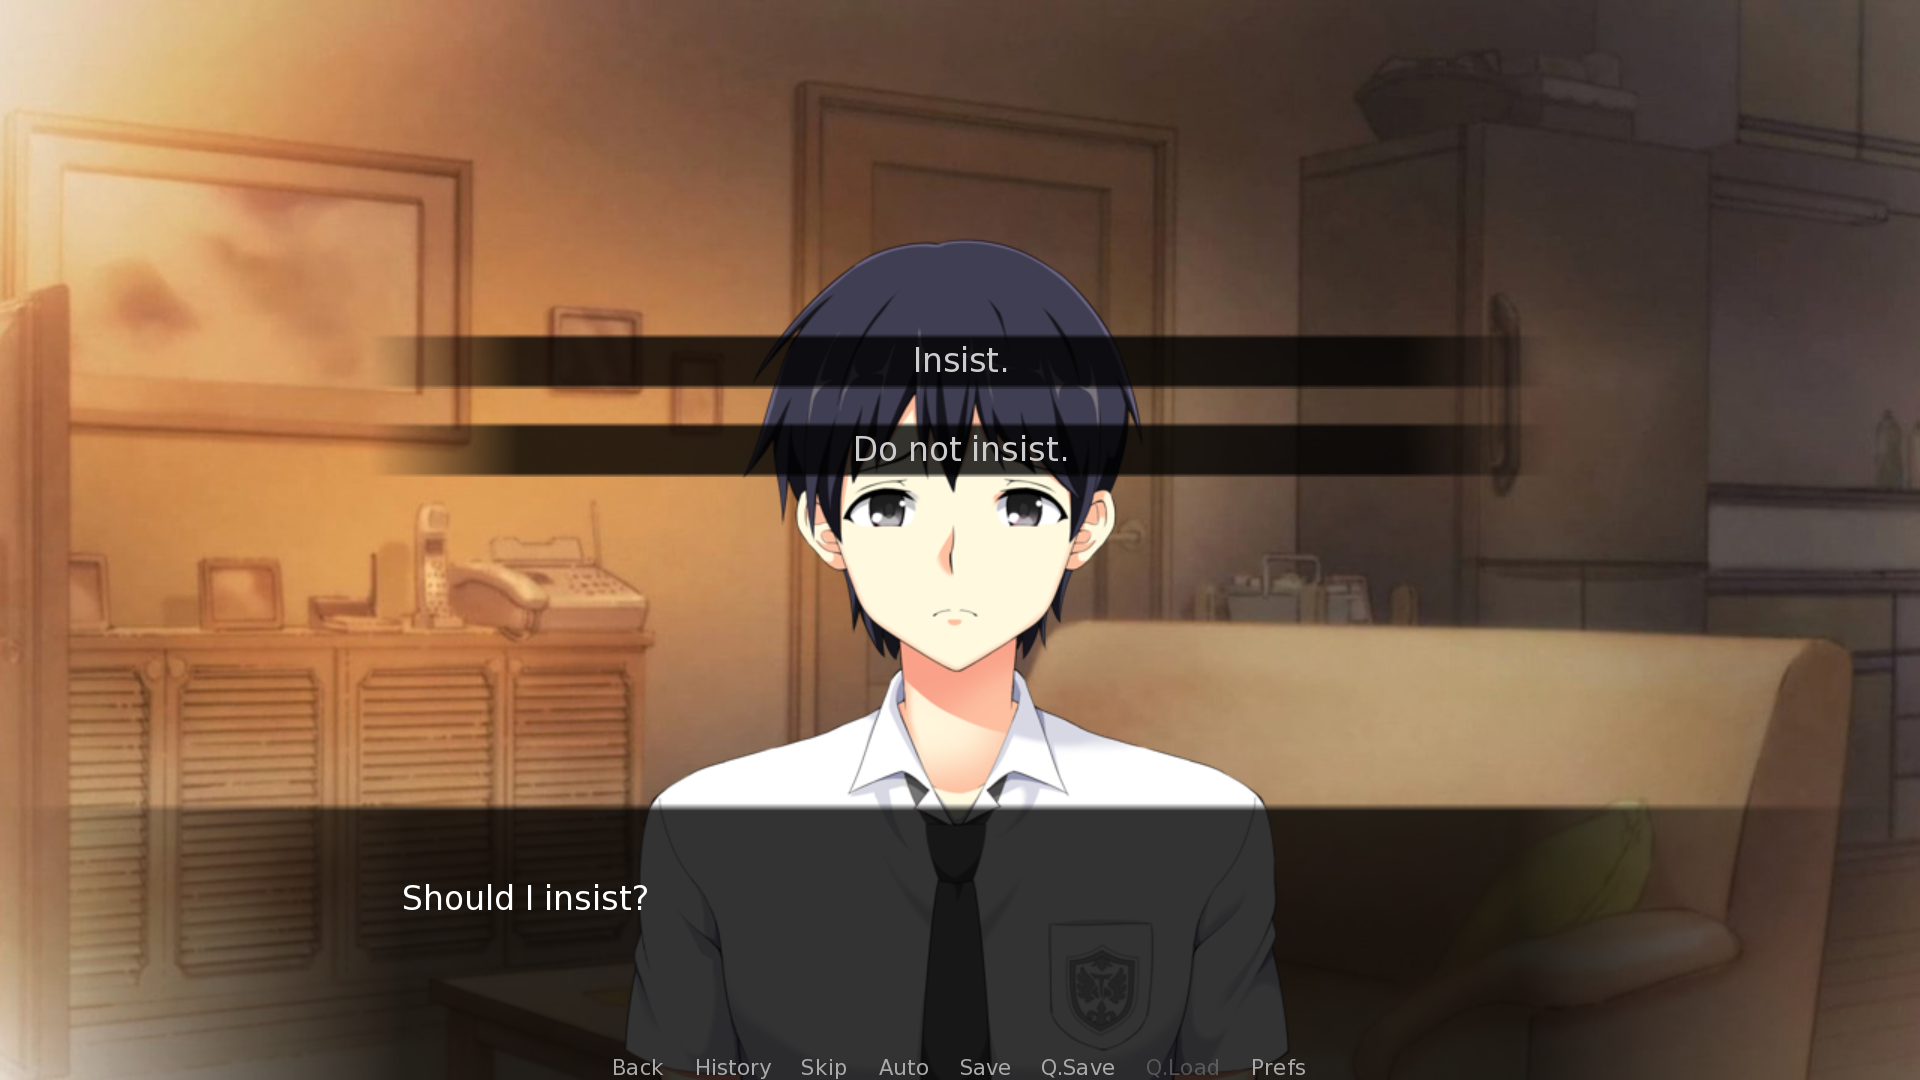 Insist.
Do not insist.
Should I insist?
Back History Skip Auto Save Q.Save Q.Load Prefs